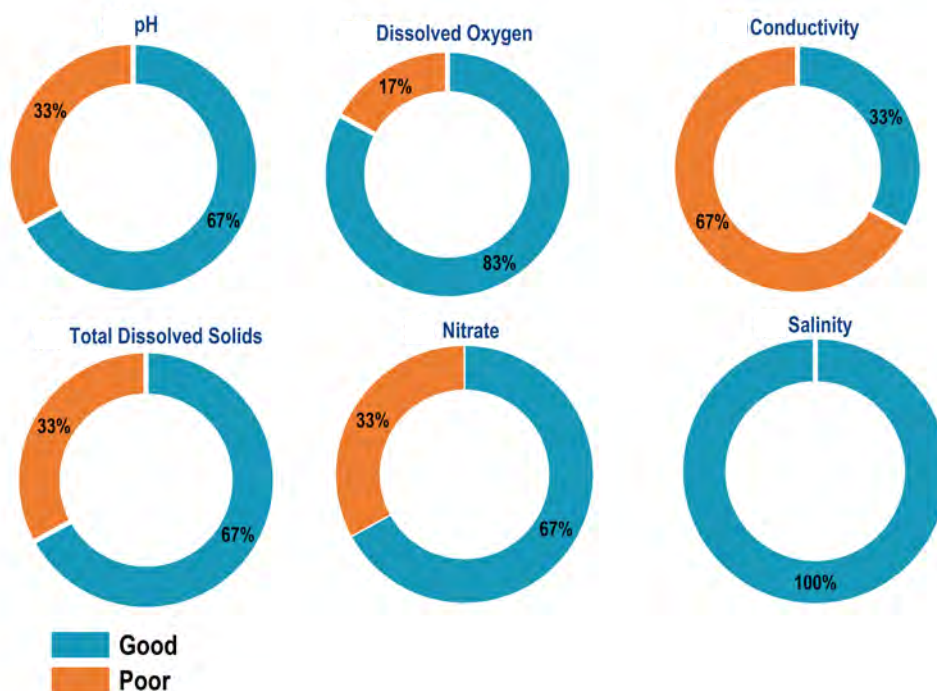 pH
33%
67%
Dissolved Oxygen
17%
83%
Conductivity
33%
67%
Total Dissolved Solids
33%
67%
Nitrate
33%
67%
Salinity
100%
Good
Poor